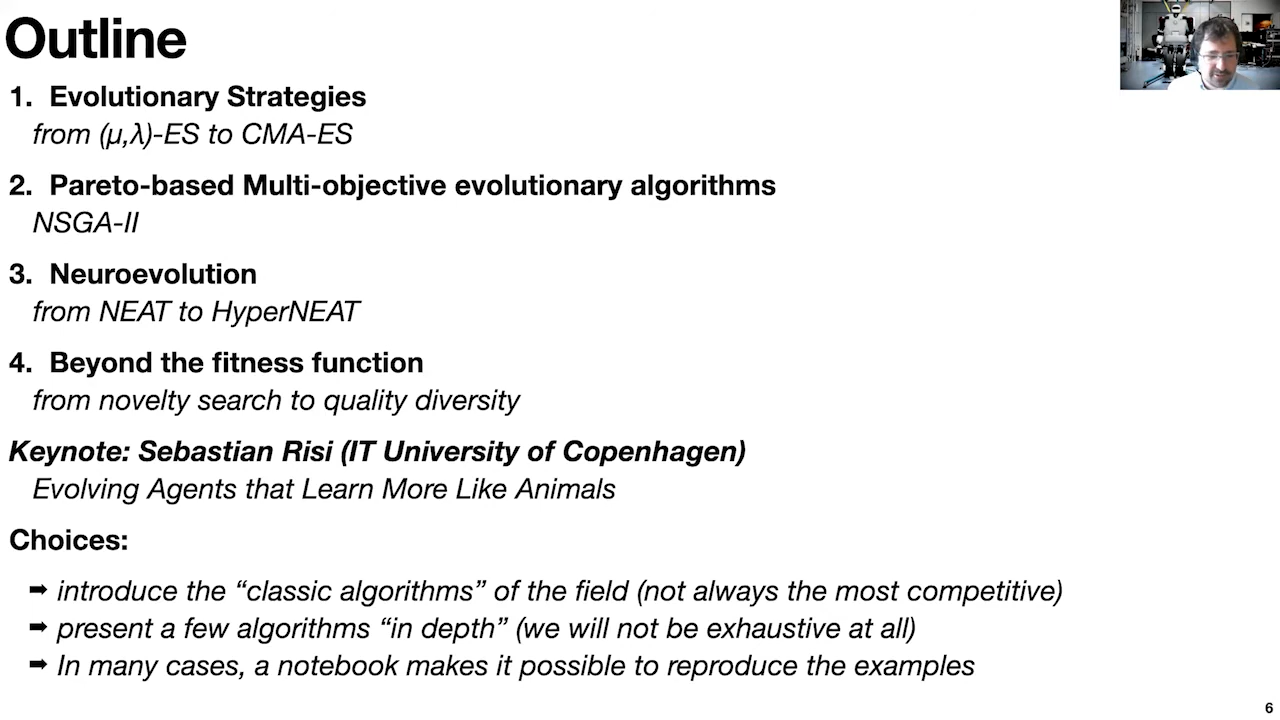 Outline
1. Evolutionary Strategies
from (μ,λ)-ES to CMA-ES
2. Pareto-based Multi-objective evolutionary algorithms
NSGA-II
3. Neuroevolution
from NEAT to HyperNEAT
4. Beyond the fitness function
from novelty search to quality diversity
Keynote: Sebastian Risi (IT University of Copenhagen)
Evolving Agents that Learn More Like Animals
Choices:
➡ introduce the “classic algorithms” of the field (not always the most competitive)
➡ present a few algorithms “in depth” (we will not be exhaustive at all)
➡ In many cases, a notebook makes it possible to reproduce the examples
6